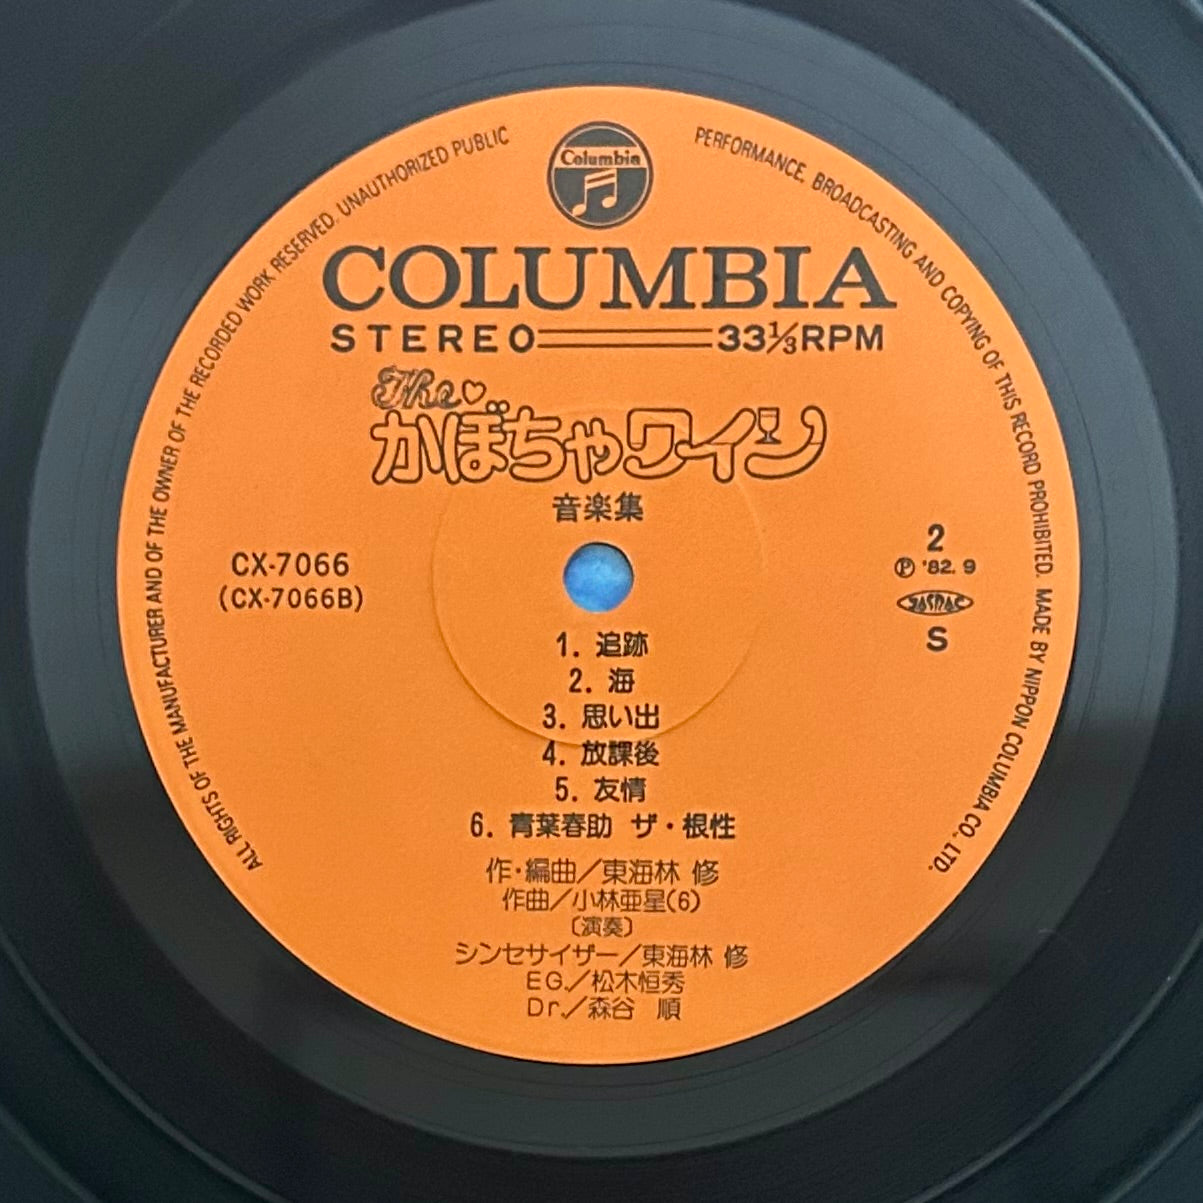 ALL RIGHTS OF THE MANUFACTURER AND OF THE OWNER OF THE RECORDED WORK RESERVED. UNAUTHORIZED PUBLIC PERFORMANCE, BROADCASTING AND COPYING OF THIS RECORD PROHIBITED. MADE BY NIPPON COLUMBIA CO., LTD.
Columbia
COLUMBIA
STEREO 33⅓RPM
The♥
かぼちゃワイン
音楽集
CX-7066
(CX-7066B)
2
Ⓟ '82. 9
JASRAC
S
1. 追跡
2. 海
3. 思い出
4. 放課後
5. 友情
6. 青葉春助 ザ・根性
作・編曲／東海林 修
作曲／小林亜星(6)
〔演奏〕
シンセサイザー／東海林 修
EG.／松木恒秀
Dr.／森谷 順